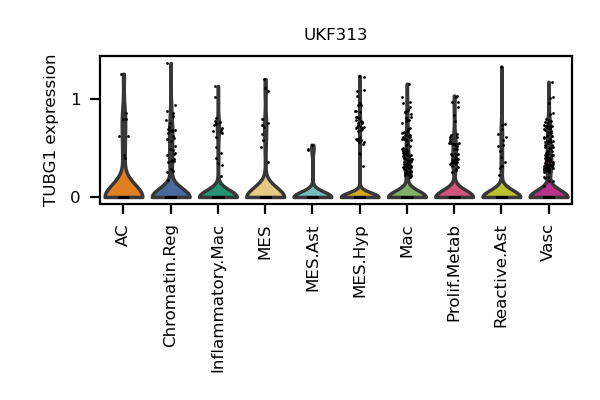 UKF313
TUBG1 expression
1
0
AC
Chromatin.Reg
Inflammatory.Mac
MES
MES.Ast
MES.Hyp
Mac
Prolif.Metab
Reactive.Ast
Vasc